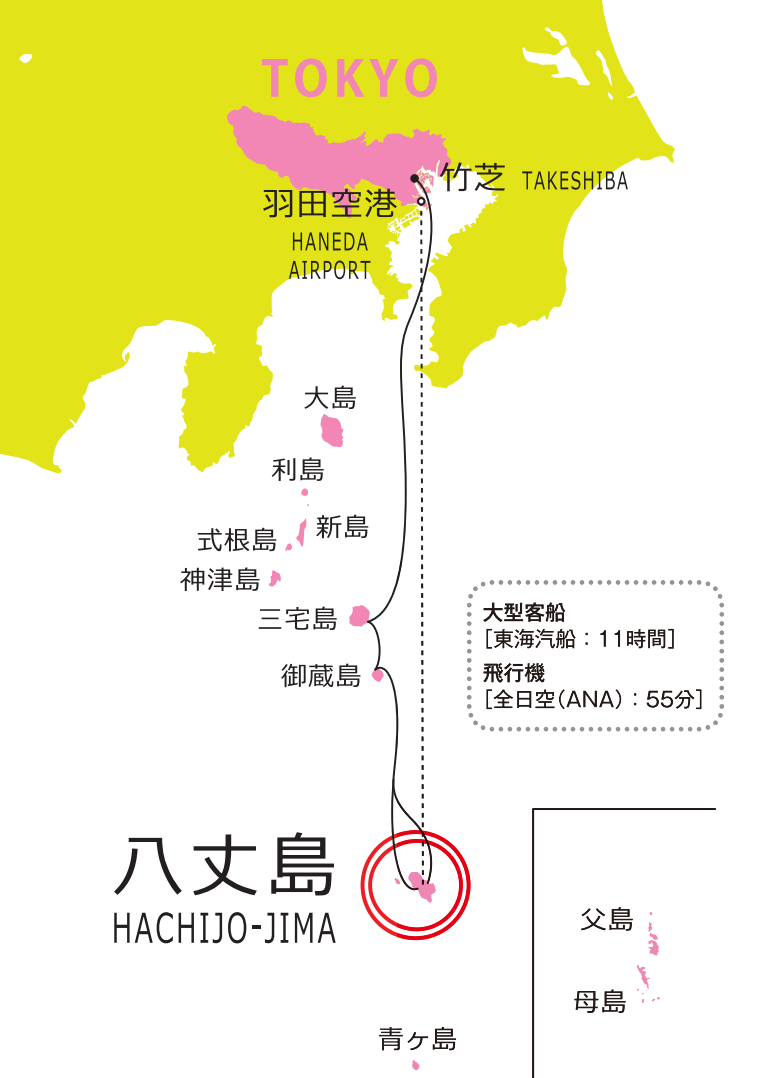 TOKYO
竹芝 TAKESHIBA
羽田空港
HANEDA
AIRPORT
大島
利島
新島
式根島
神津島
三宅島
御蔵島
大型客船
[東海汽船：11時間]
飛行機
[全日空(ANA)：55分]
八丈島
HACHIJO-JIMA
父島
母島
青ヶ島